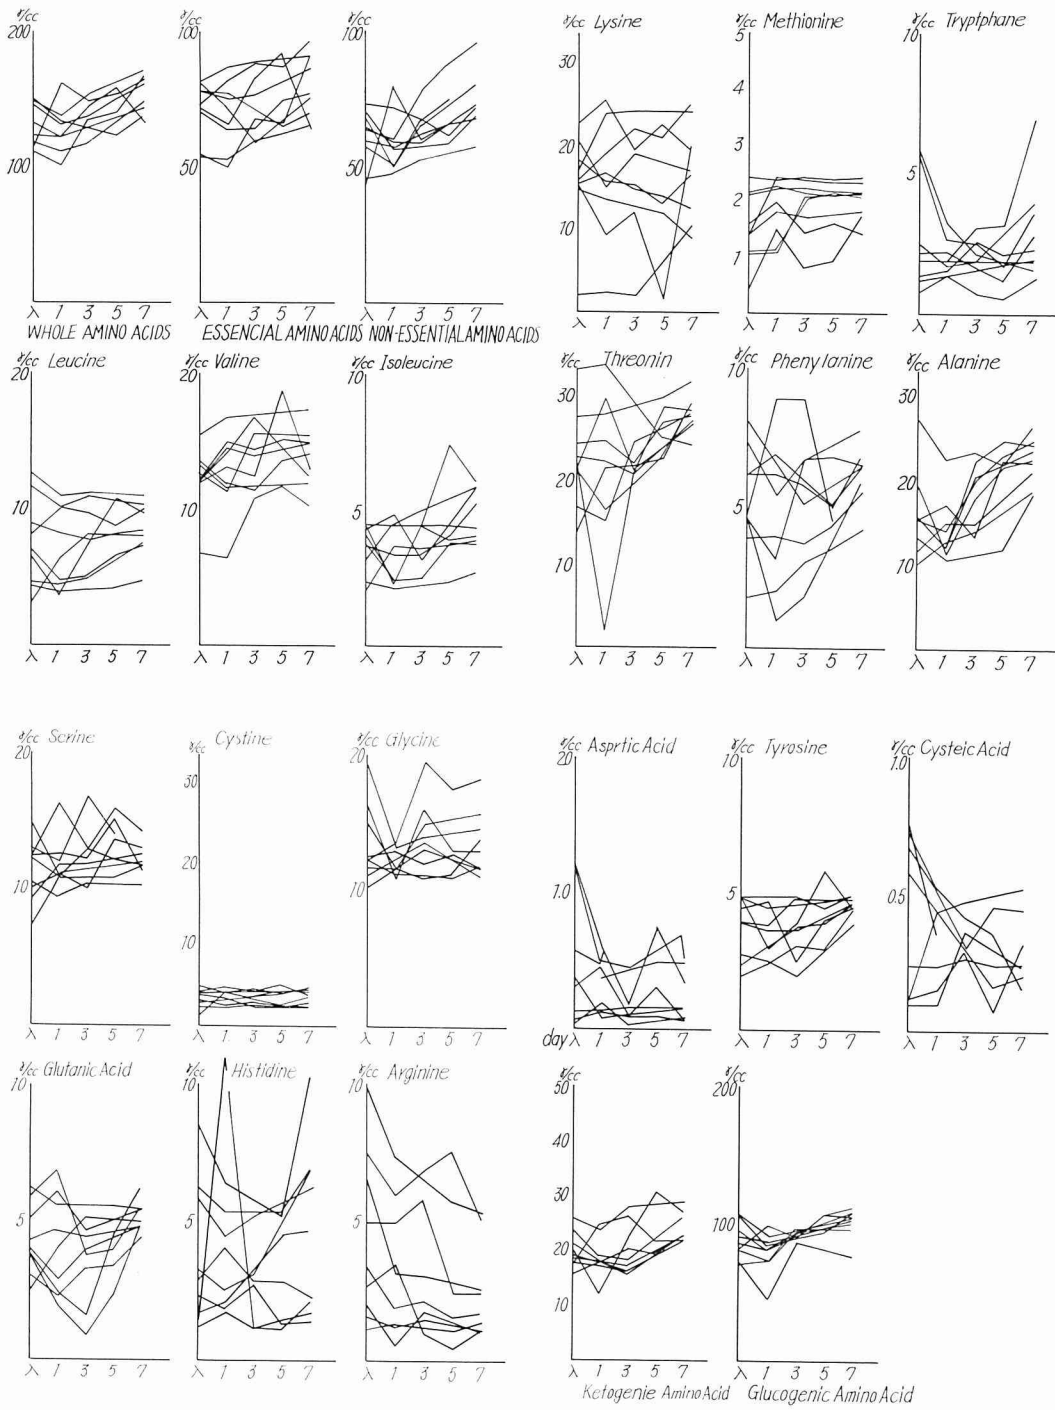 γ/cc γ/cc γ/cc γ/cc Lysine γ/cc Methionine γ/cc Tryptphane
200 100 100 30 5 10
20 4
100 50 50 10 3 5
2
1
λ 1 3 5 7 λ 1 3 5 7 λ 1 3 5 7 λ 1 3 5 7 λ 1 3 5 7 λ 1 3 5 7
WHOLE AMINO ACIDS ESSENCIAL AMINO ACIDS NON-ESSENTIAL AMINO ACIDS
γ/cc Leucine γ/cc Valine γ/cc Isoleucine γ/cc Threonin γ/cc Phenylanine γ/cc Alanine
20 20 10 30 10 30
10 10 5 20 5 20
10 10
λ 1 3 5 7 λ 1 3 5 7 λ 1 3 5 7 λ 1 3 5 7 λ 1 3 5 7 λ 1 3 5 7
γ/cc Serine γ/cc Cystine γ/cc Glycine γ/cc Asprtic Acid γ/cc Tyrosine γ/cc Cysteic Acid
20 30 20 20 10 1.0
10 20 10 1.0 5 0.5
10
λ 1 3 5 7 λ 1 3 5 7 λ 1 3 5 7 day λ 1 3 5 7 λ 1 3 5 7 λ 1 3 5 7
γ/cc Glutanic Acid γ/cc Histidine γ/cc Arginine γ/cc γ/cc
10 10 10 50 200
40
5 5 5 30 100
20
10
λ 1 3 5 7 λ 1 3 5 7 λ 1 3 5 7 λ 1 3 5 7 λ 1 3 5 7
Ketogenie Amino Acid Glucogenic Amino Acid